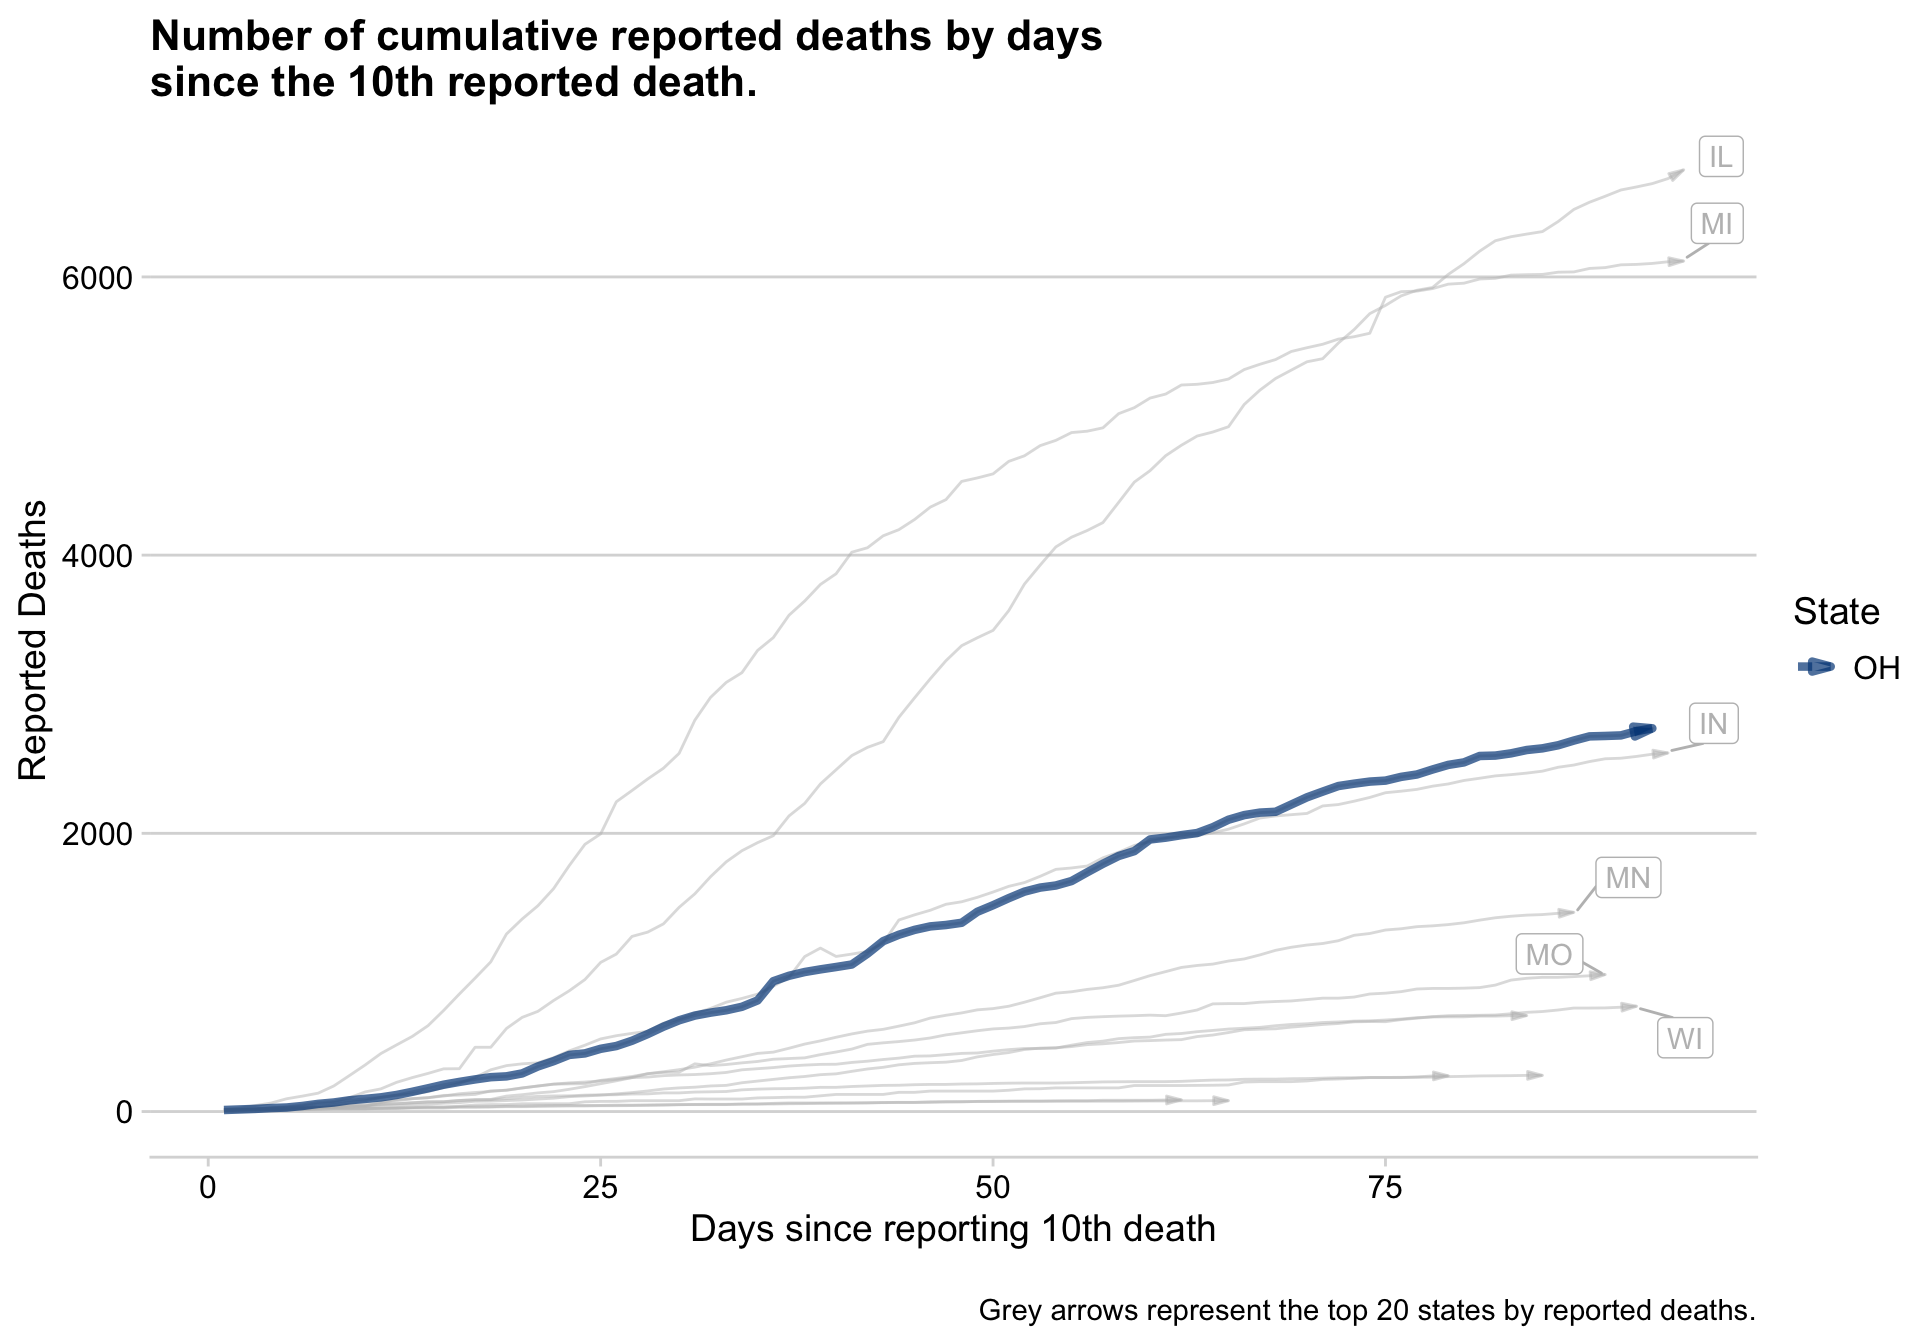 Number of cumulative reported deaths by days
since the 10th reported death.
IL
MI
6000
Reported Deaths
4000
State
OH
IN
2000
MN
MO
WI
0
0 25 50 75
Days since reporting 10th death
Grey arrows represent the top 20 states by reported deaths.